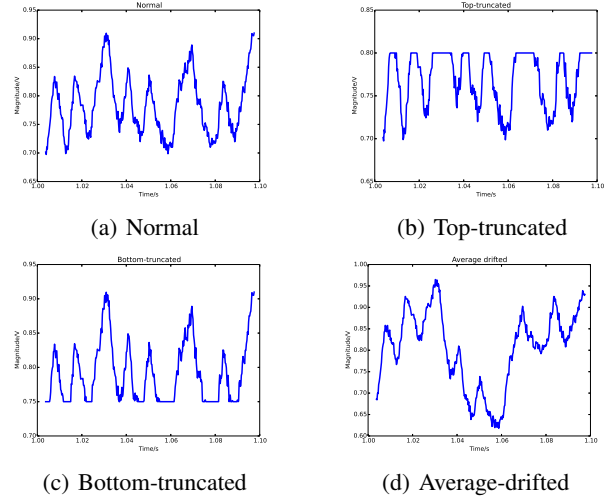 Normal
Magnitude/V
0.95
0.90
0.85
0.80
0.75
0.70
0.65
1.00 1.02 1.04 1.06 1.08 1.10
Time/s
(a) Normal
Top-truncated
Magnitude/V
0.85
0.80
0.75
0.70
0.65
1.00 1.02 1.04 1.06 1.08 1.10
Time/s
(b) Top-truncated
Bottom-truncated
Magnitude/V
0.95
0.90
0.85
0.80
0.75
0.70
1.00 1.02 1.04 1.06 1.08 1.10
Time/s
(c) Bottom-truncated
Average drifted
Magnitude/V
1.00
0.95
0.90
0.85
0.80
0.75
0.70
0.65
0.60
1.00 1.02 1.04 1.06 1.08 1.10
Time/s
(d) Average-drifted